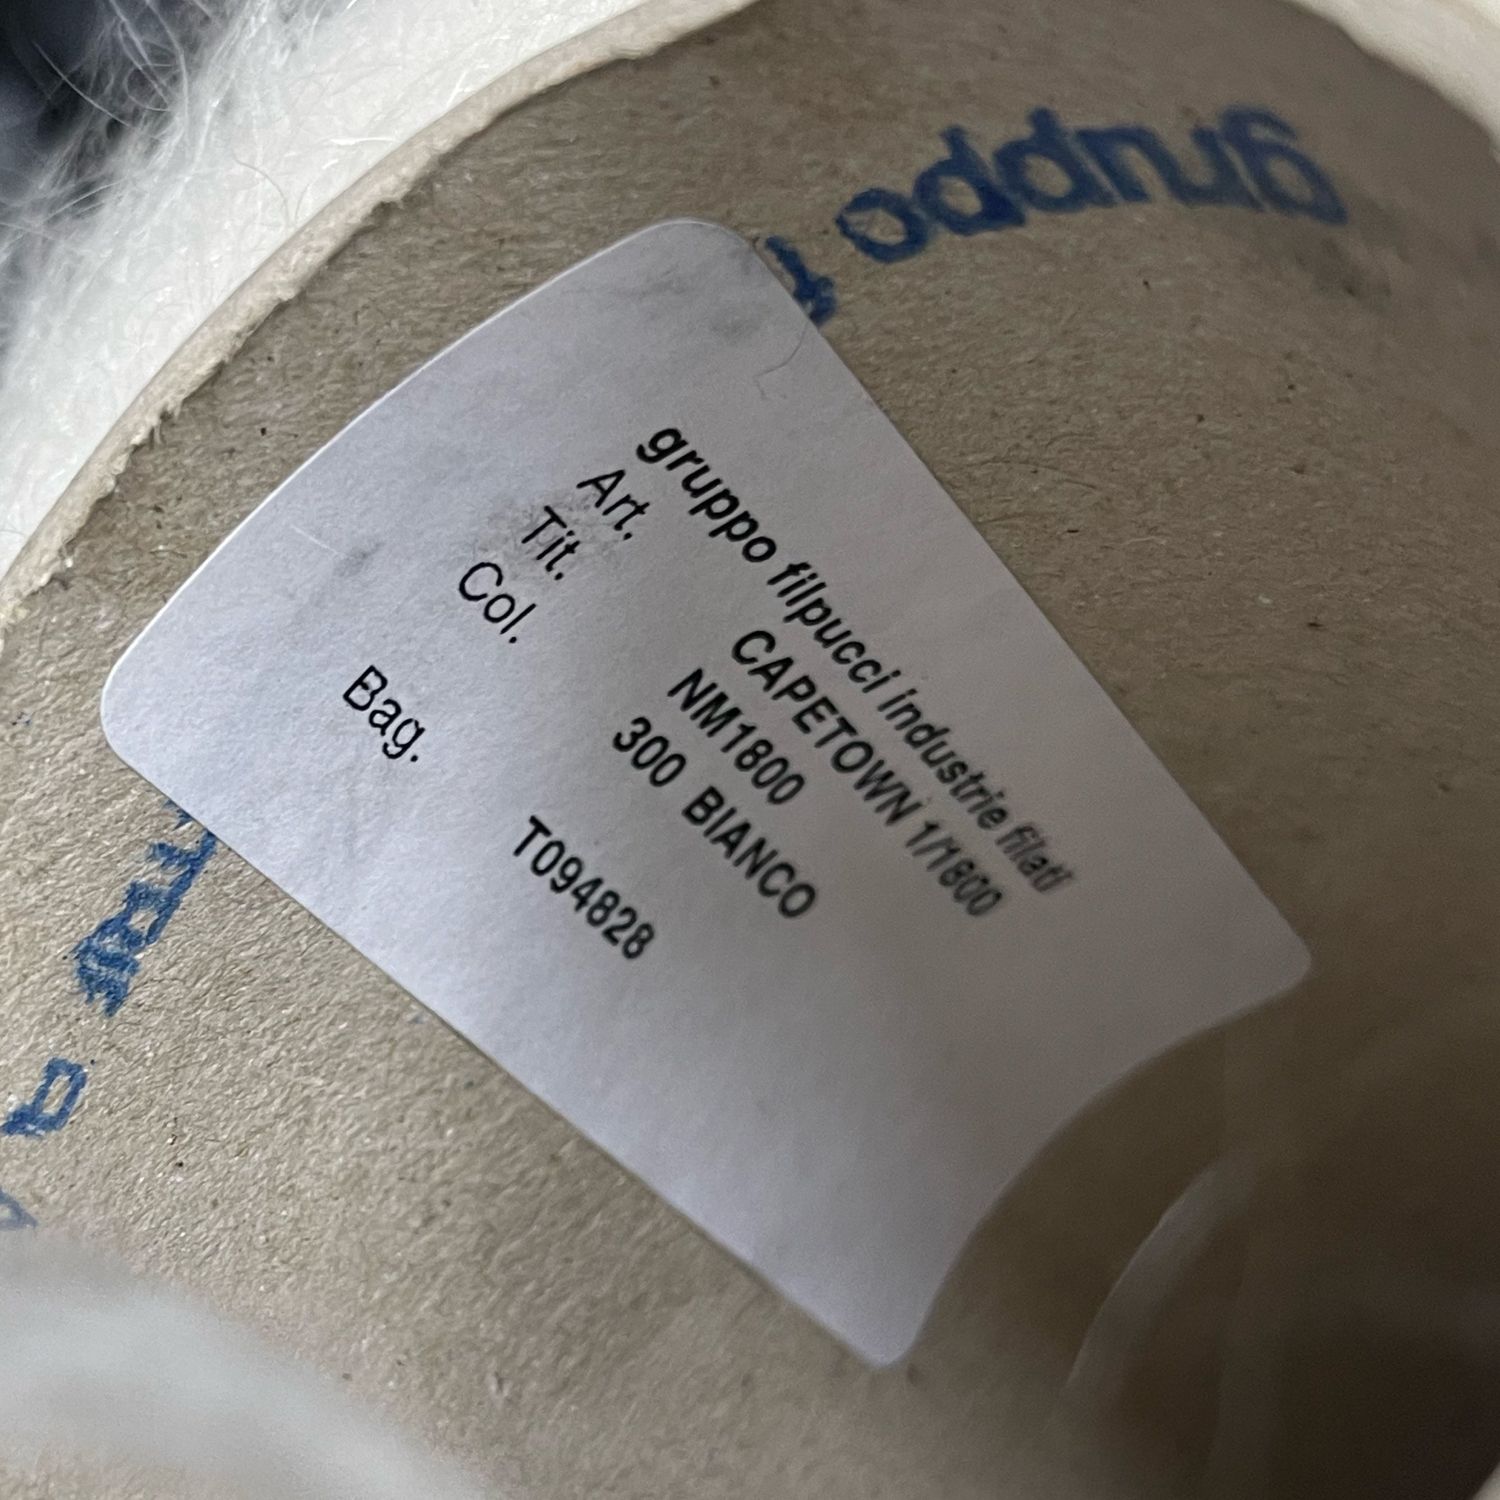 gruppo
gruppo filpucci industrie filati
Art. CAPETOWN 1/1800
Tit. NM1800
Col. 300 BIANCO
Bag. T094828